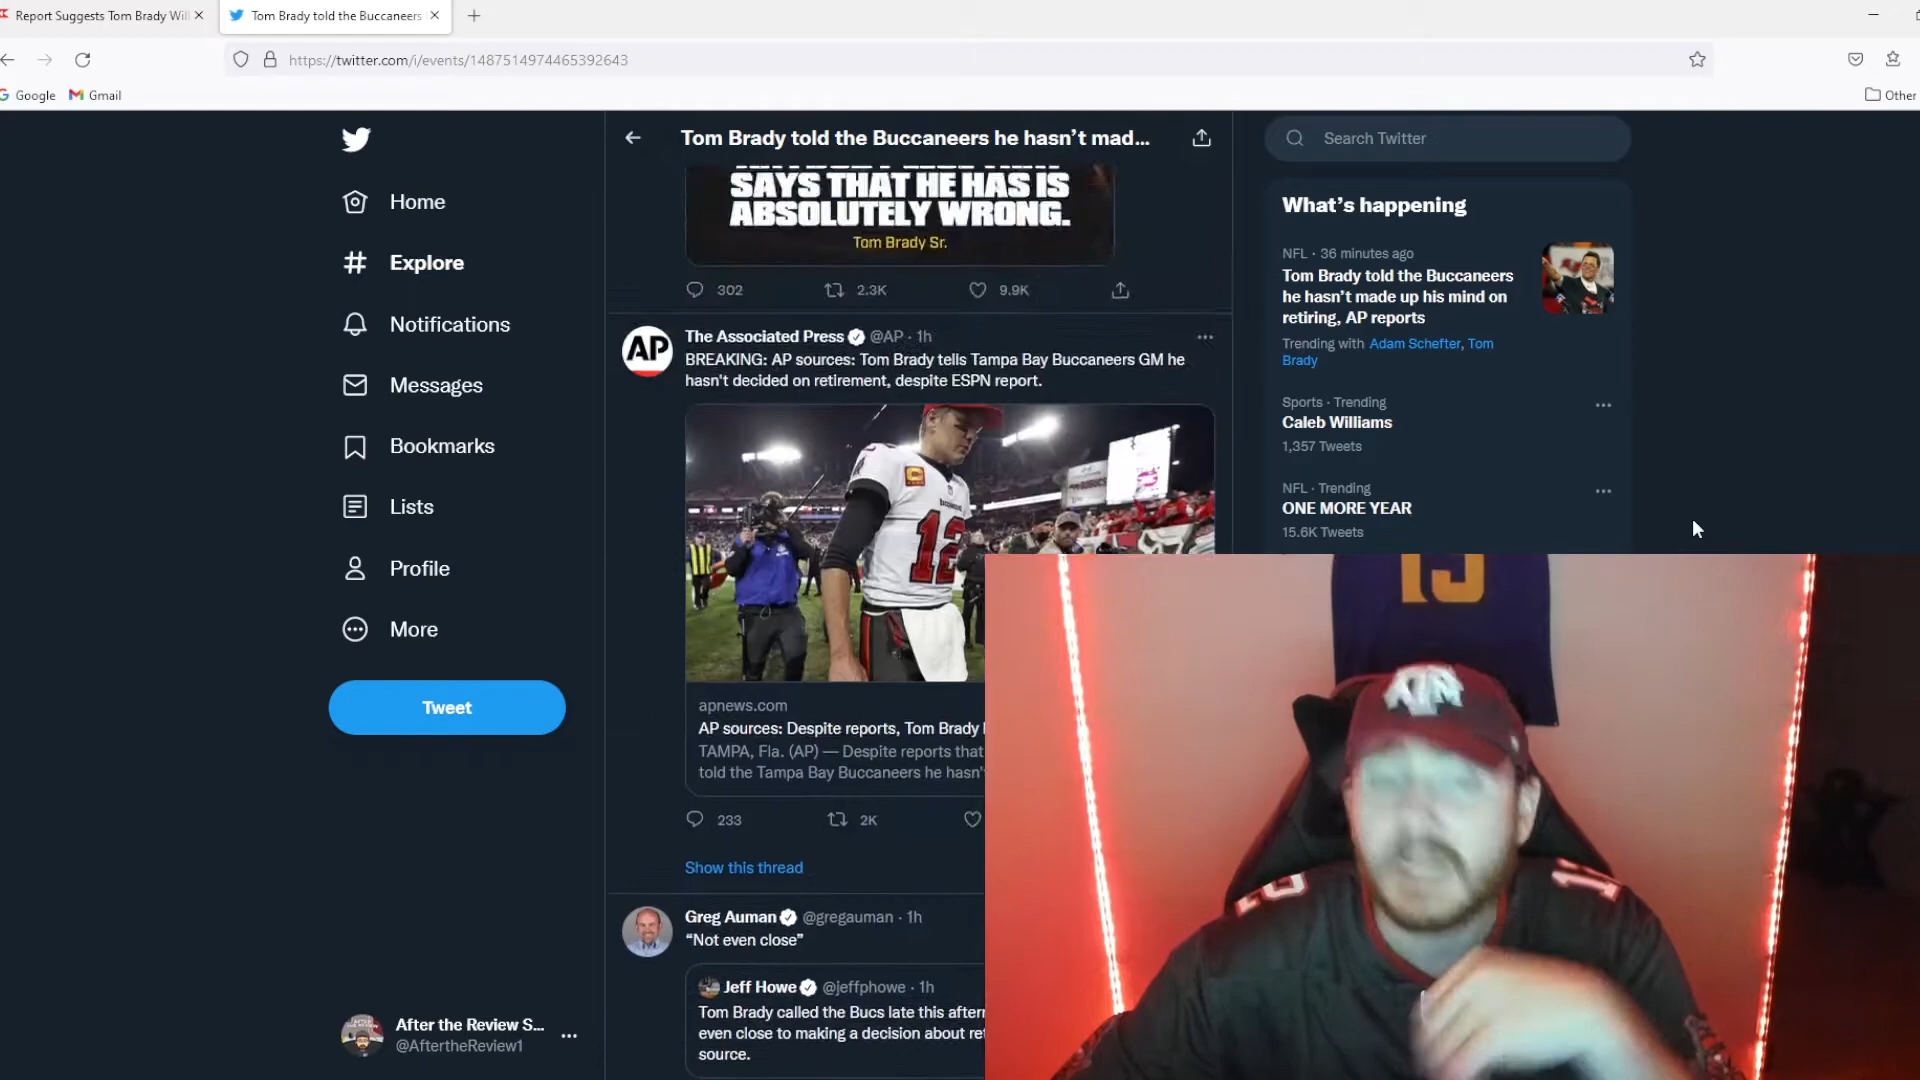 Report Suggests Tom Brady Wil
Tom Brady told the Buccaneers
https://twitter.com/i/events/1487514974465392643
Google
Gmail
Other
Home
Explore
Notifications
Messages
Bookmarks
Lists
Profile
More
Tweet
After the Review S...
@AftertheReview1
Tom Brady told the Buccaneers he hasn’t mad...
SAYS THAT HE HAS IS
ABSOLUTELY WRONG.
Tom Brady Sr.
302 2.3K 9.9K
The Associated Press @AP · 1h
BREAKING: AP sources: Tom Brady tells Tampa Bay Buccaneers GM he
hasn't decided on retirement, despite ESPN report.
12
apnews.com
AP sources: Despite reports, Tom Brady
TAMPA, Fla. (AP) — Despite reports that
told the Tampa Bay Buccaneers he hasn'
233 2K
Show this thread
Greg Auman @gregauman · 1h
“Not even close”
Jeff Howe @jeffphowe · 1h
Tom Brady called the Bucs late this after
even close to making a decision about
source.
Search Twitter
What’s happening
NFL · 36 minutes ago
Tom Brady told the Buccaneers
he hasn’t made up his mind on
retiring, AP reports
Trending with Adam Schefter, Tom
Brady
Sports · Trending
Caleb Williams
1,357 Tweets
NFL · Trending
ONE MORE YEAR
15.6K Tweets
ATM